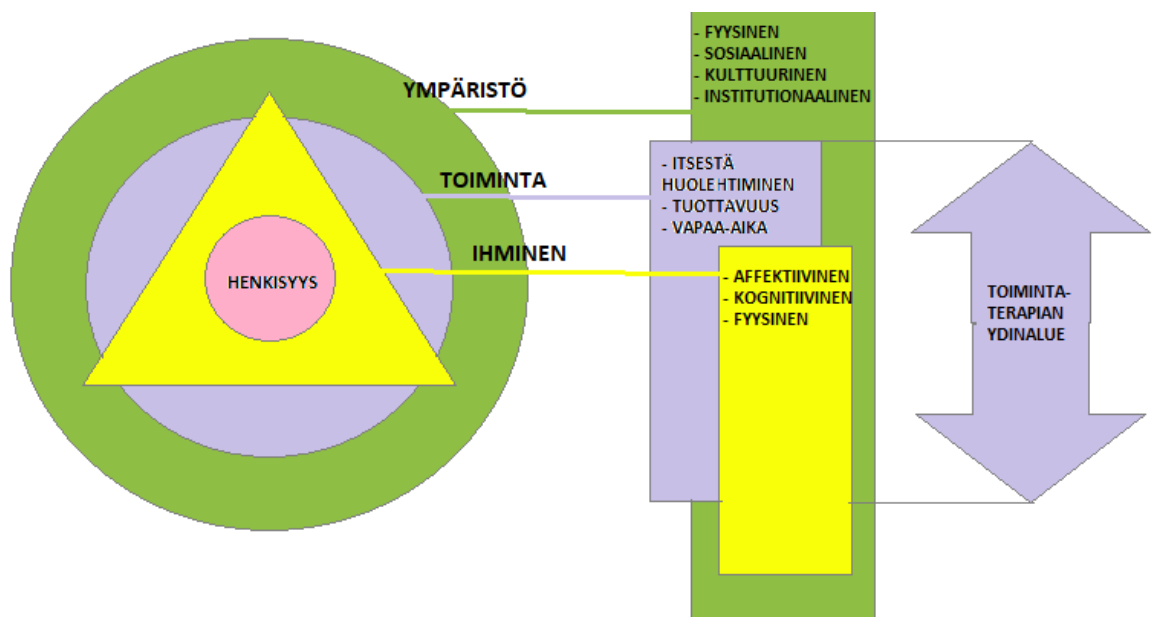 - FYYSINEN
- SOSIAALINEN
- KULTTUURINEN
- INSTITUTIONAALINEN
YMPÄRISTÖ
- ITSESTÄ
HUOLEHTIMINEN
- TUOTTAVUUS
- VAPAA-AIKA
TOIMINTA
IHMINEN
HENKISYYS
- AFFEKTIIVINEN
- KOGNITIIVINEN
- FYYSINEN
TOIMINTA-
TERAPIAN
YDINALUE